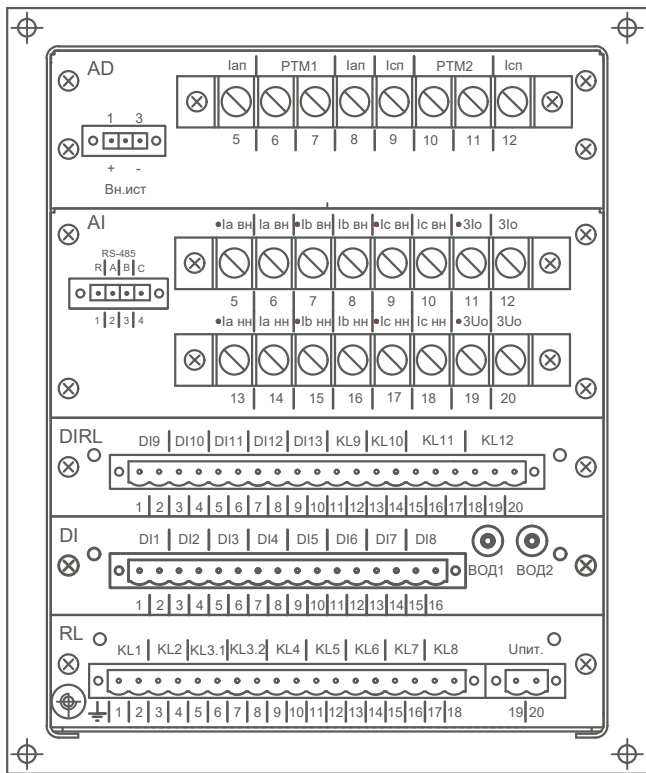 AD
Iап | РТМ1 | Iап | Iсп | РТМ2 | Iсп
1 3
5 | 6 | 7 | 8 | 9 | 10 | 11 | 12
+ -
Вн.ист
AI
•Ia вн | Ia вн | •Ib вн | Ib вн | •Ic вн | Ic вн | •3Io | 3Io
RS-485
R | A | B | C
1 | 2 | 3 | 4
5 | 6 | 7 | 8 | 9 | 10 | 11 | 12
•Ia нн | Ia нн | •Ib нн | Ib нн | •Ic нн | Ic нн | •3Uo | 3Uo
13 | 14 | 15 | 16 | 17 | 18 | 19 | 20
DIRL
DI9 | DI10 | DI11 | DI12 | DI13 | KL9 | KL10 | KL11 | KL12
1 | 2 | 3 | 4 | 5 | 6 | 7 | 8 | 9 | 10 | 11 | 12 | 13 | 14 | 15 | 16 | 17 | 18 | 19 | 20
DI
DI1 | DI2 | DI3 | DI4 | DI5 | DI6 | DI7 | DI8
ВОД1 ВОД2
1 | 2 | 3 | 4 | 5 | 6 | 7 | 8 | 9 | 10 | 11 | 12 | 13 | 14 | 15 | 16
RL
KL1 | KL2 | KL3.1 | KL3.2 | KL4 | KL5 | KL6 | KL7 | KL8
Uпит.
1 | 2 | 3 | 4 | 5 | 6 | 7 | 8 | 9 | 10 | 11 | 12 | 13 | 14 | 15 | 16 | 17 | 18
19 | 20